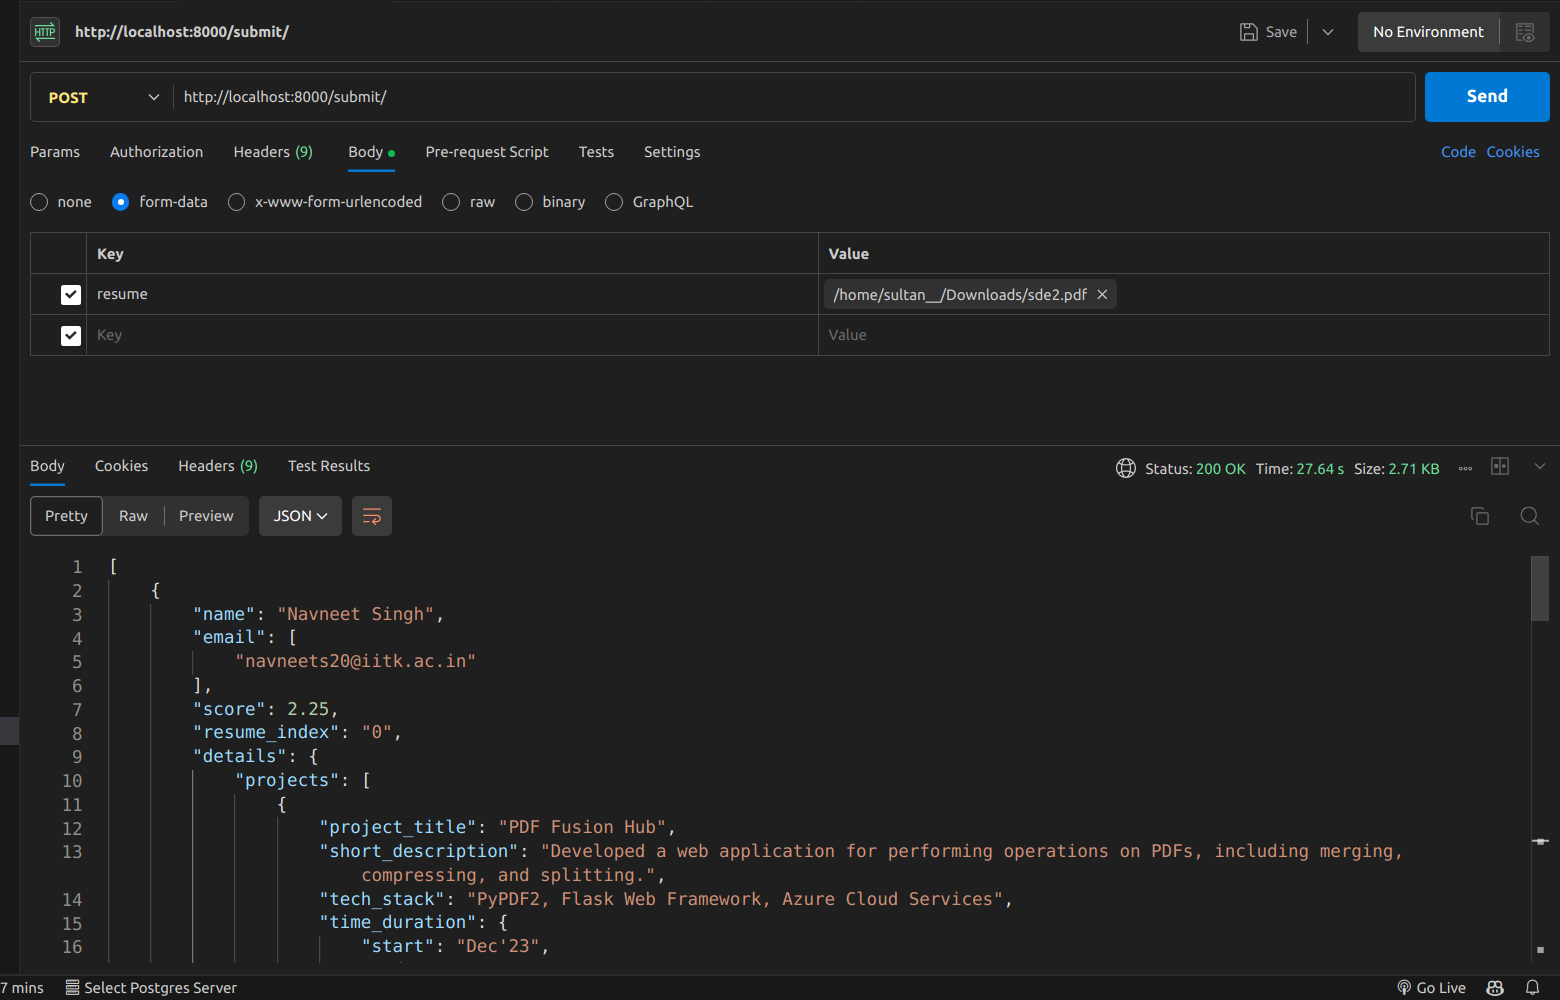 HTTP http://localhost:8000/submit/ Save No Environment
POST http://localhost:8000/submit/ Send
Params Authorization Headers (9) Body Pre-request Script Tests Settings Code Cookies
none form-data x-www-form-urlencoded raw binary GraphQL
Key Value
resume /home/sultan__/Downloads/sde2.pdf
Key Value
Body Cookies Headers (9) Test Results Status: 200 OK Time: 27.64 s Size: 2.71 KB
Pretty Raw Preview JSON
1 [
2 {
3 "name": "Navneet Singh",
4 "email": [
5 "navneets20@iitk.ac.in"
6 ],
7 "score": 2.25,
8 "resume_index": "0",
9 "details": {
10 "projects": [
11 {
12 "project_title": "PDF Fusion Hub",
13 "short_description": "Developed a web application for performing operations on PDFs, including merging,
compressing, and splitting.",
14 "tech_stack": "PyPDF2, Flask Web Framework, Azure Cloud Services",
15 "time_duration": {
16 "start": "Dec'23",
7 mins Select Postgres Server Go Live